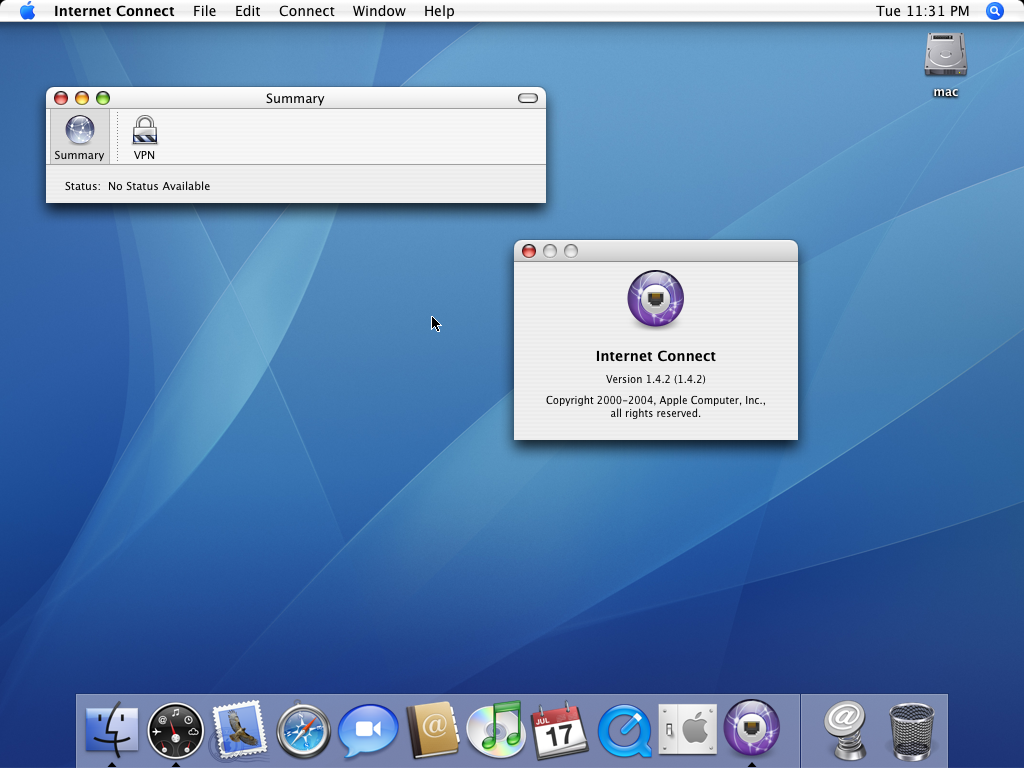 Internet Connect File Edit Connect Window Help Tue 11:31 PM
mac
Summary
Summary VPN
Status: No Status Available
Internet Connect
Version 1.4.2 (1.4.2)
Copyright 2000-2004, Apple Computer, Inc.,
all rights reserved.
@
@
JUL
17
@